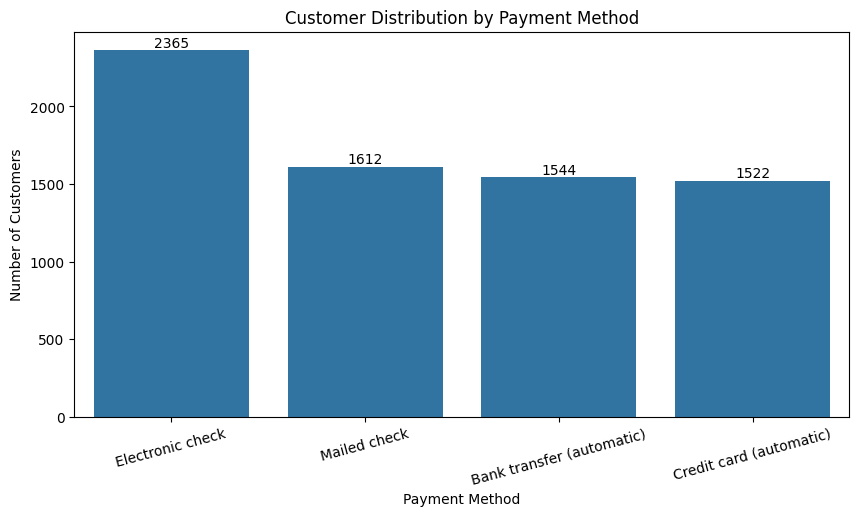 Customer Distribution by Payment Method
2365
1612
1544
1522
Number of Customers
2000
1500
1000
500
0
Electronic check
Mailed check
Bank transfer (automatic)
Credit card (automatic)
Payment Method